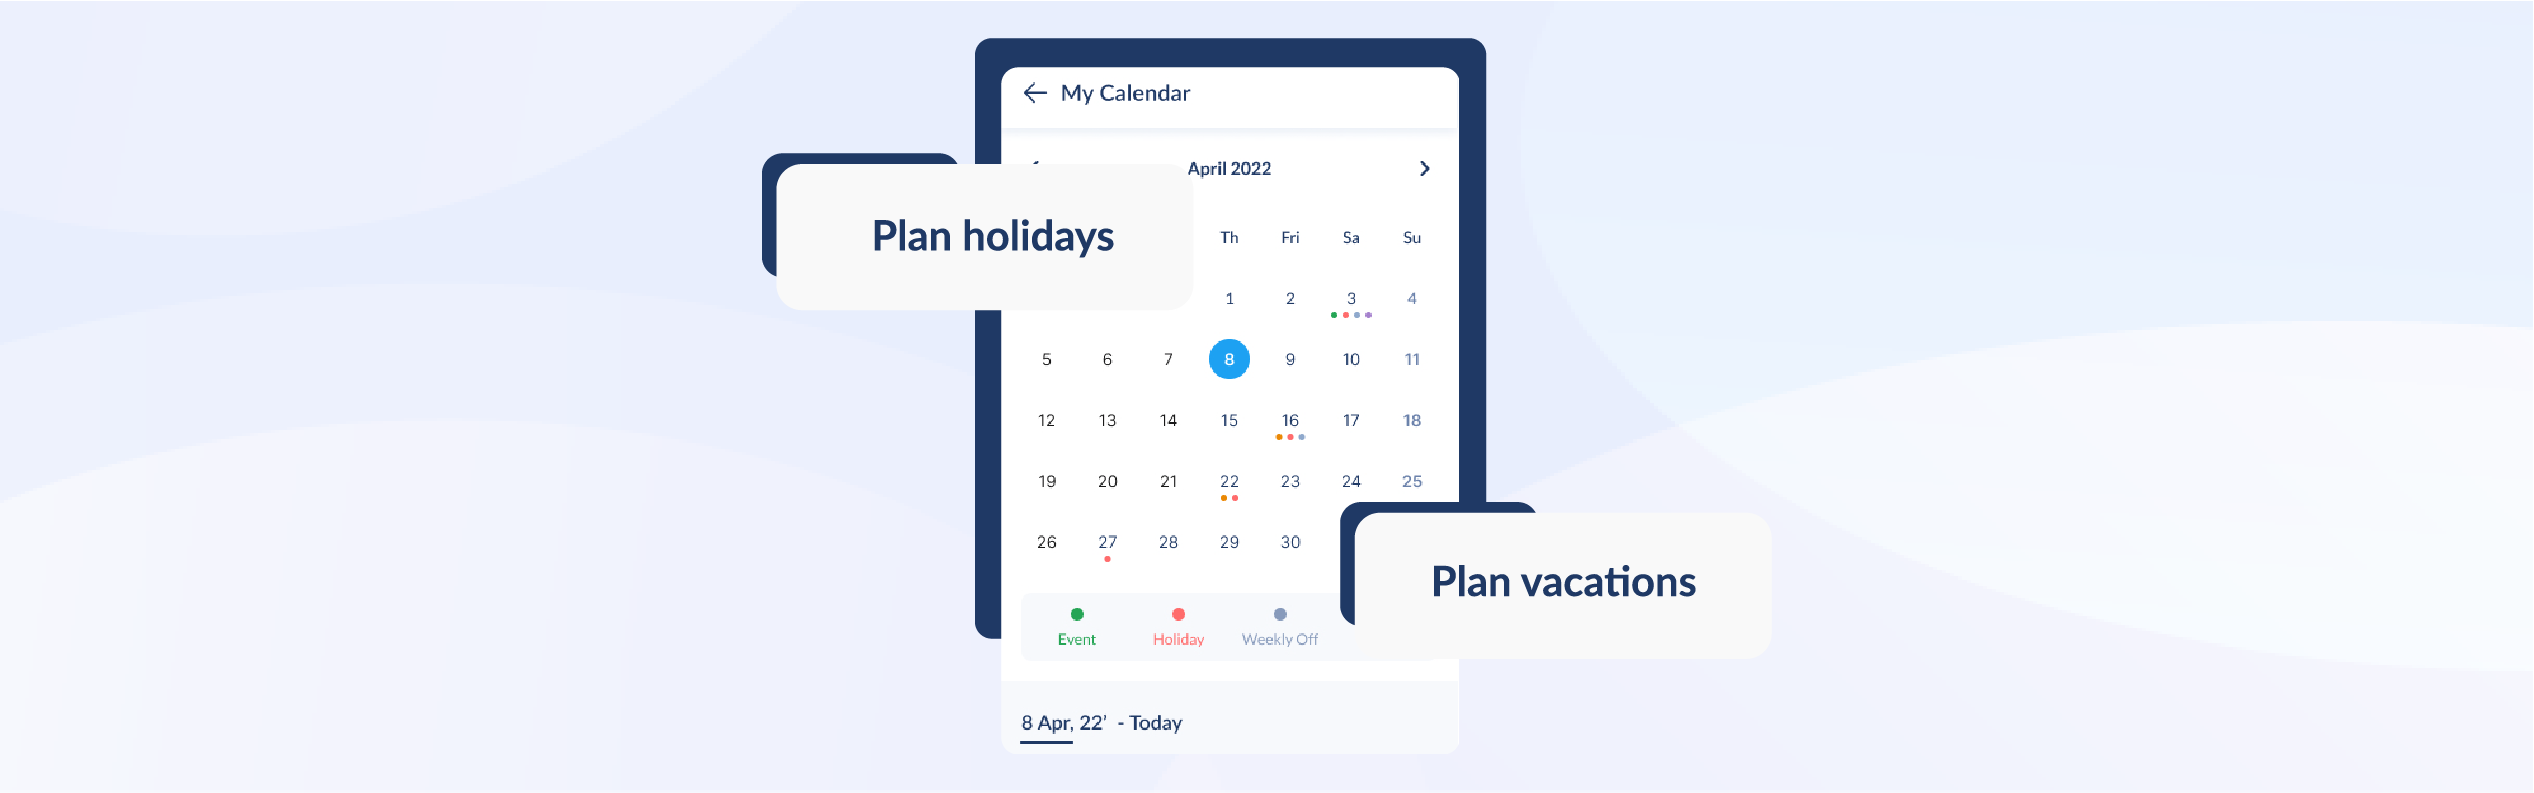 My Calendar
April 2022
Plan holidays
Th Fri Sa Su
1 2 3 4
5 6 7 8 9 10 11
12 13 14 15 16 17 18
19 20 21 22 23 24 25
26 27 28 29 30
Plan vacations
Event Holiday Weekly Off
8 Apr, 22' - Today